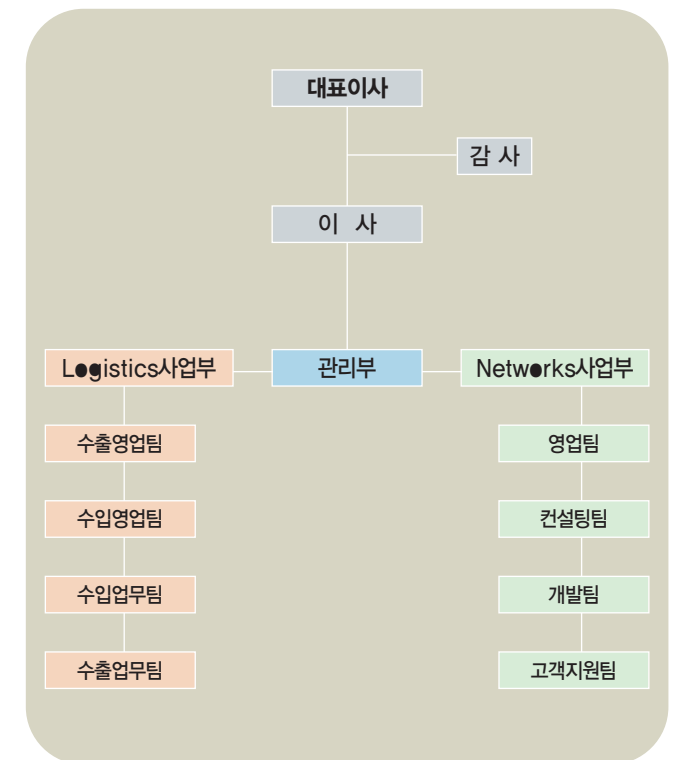 대표이사
감 사
이 사
Logistics사업부
관리부
Networks사업부
수출영업팀
영업팀
수입영업팀
컨설팅팀
수입업무팀
개발팀
수출업무팀
고객지원팀